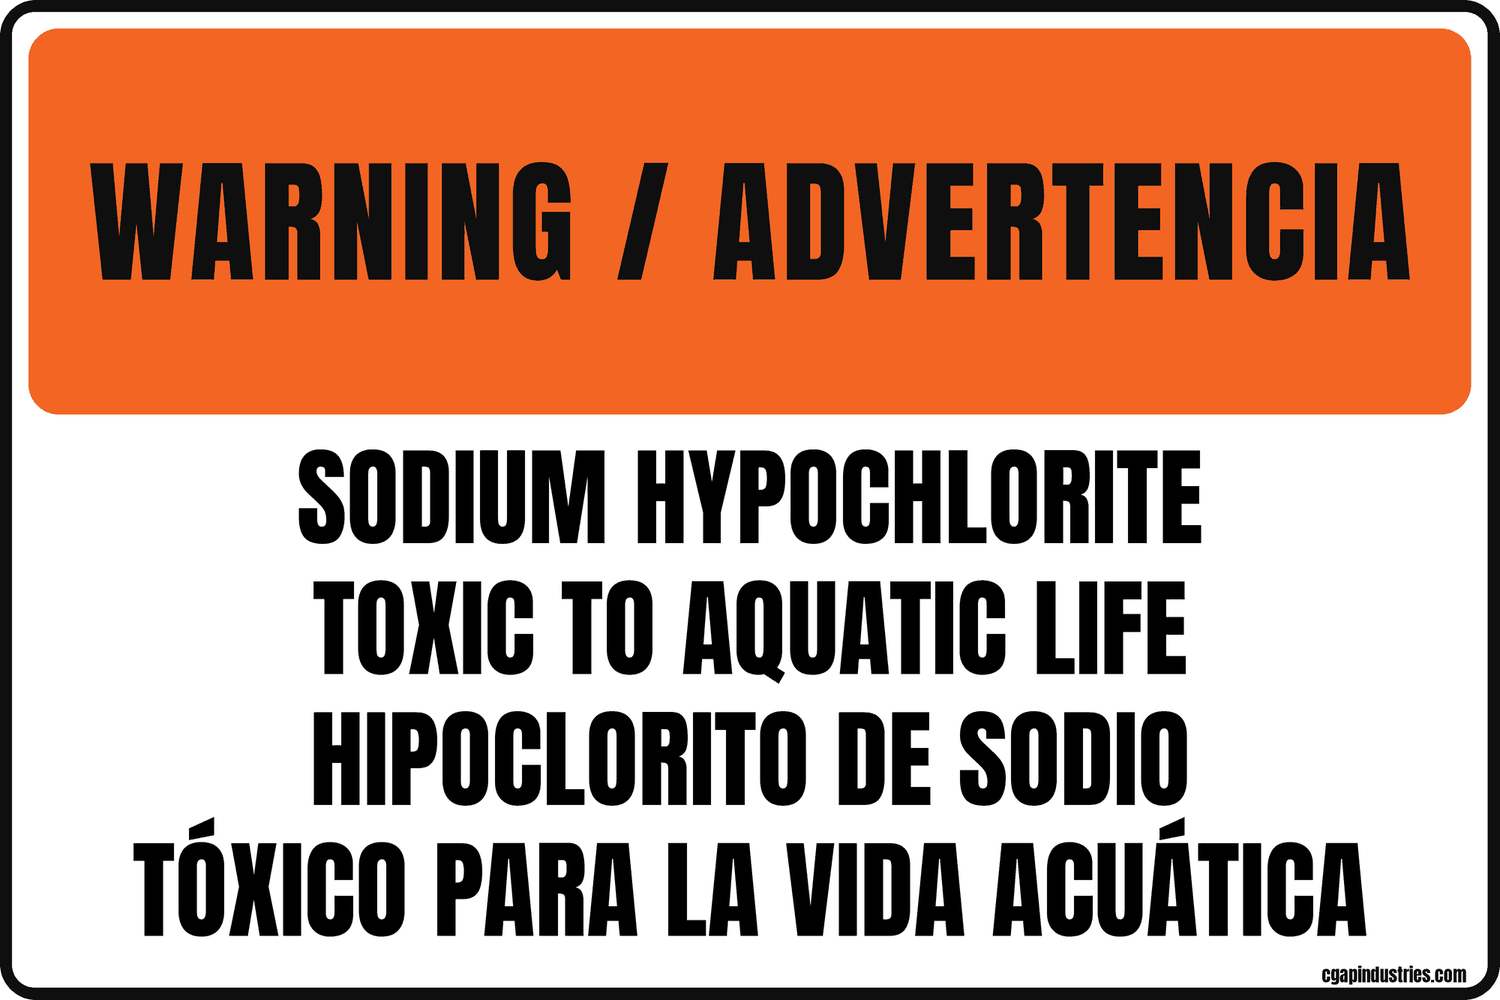 WARNING / ADVERTENCIA
SODIUM HYPOCHLORITE
TOXIC TO AQUATIC LIFE
HIPOCLORITO DE SODIO
TÓXICO PARA LA VIDA ACUÁTICA
cgapindustries.com